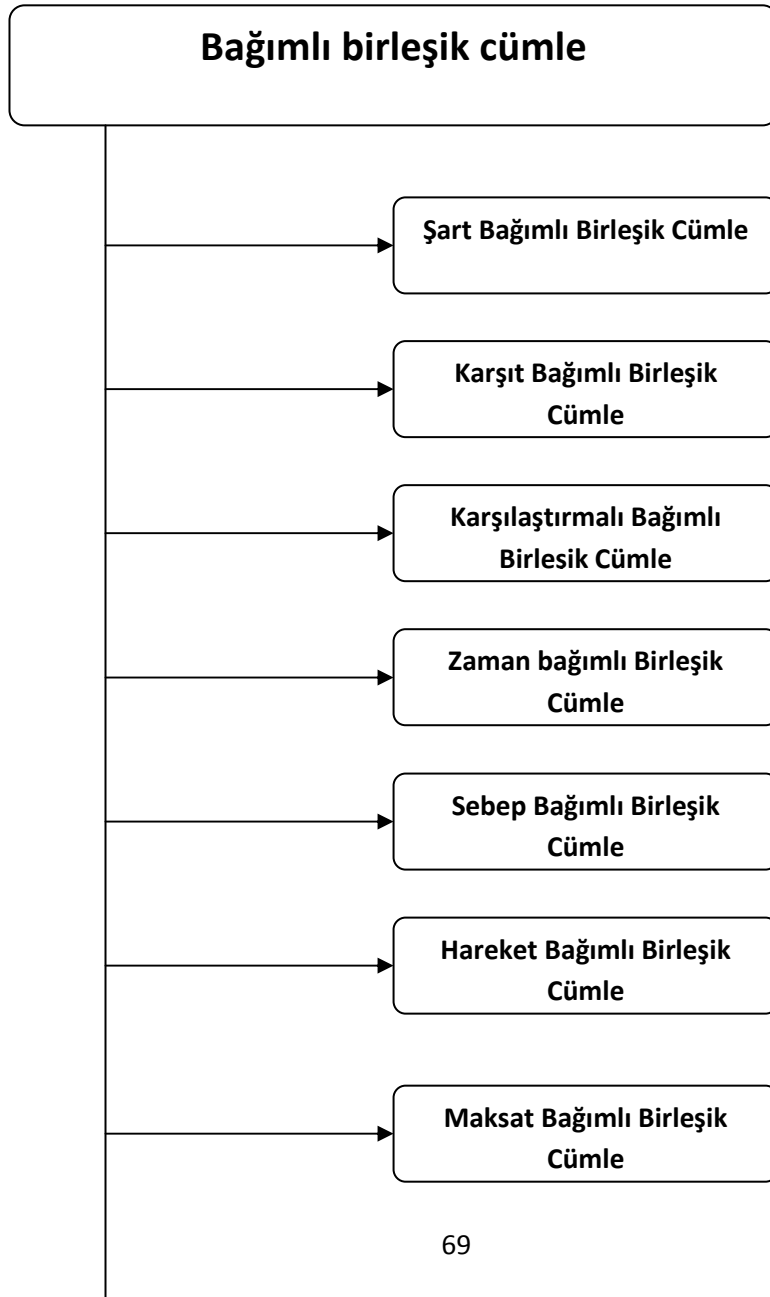 Bağımlı birleşik cümle
Şart Bağımlı Birleşik Cümle
Karşıt Bağımlı Birleşik
Cümle
Karşılaştırmalı Bağımlı
Birlesik Cümle
Zaman bağımlı Birleşik
Cümle
Sebep Bağımlı Birleşik
Cümle
Hareket Bağımlı Birleşik
Cümle
Maksat Bağımlı Birleşik
Cümle
69